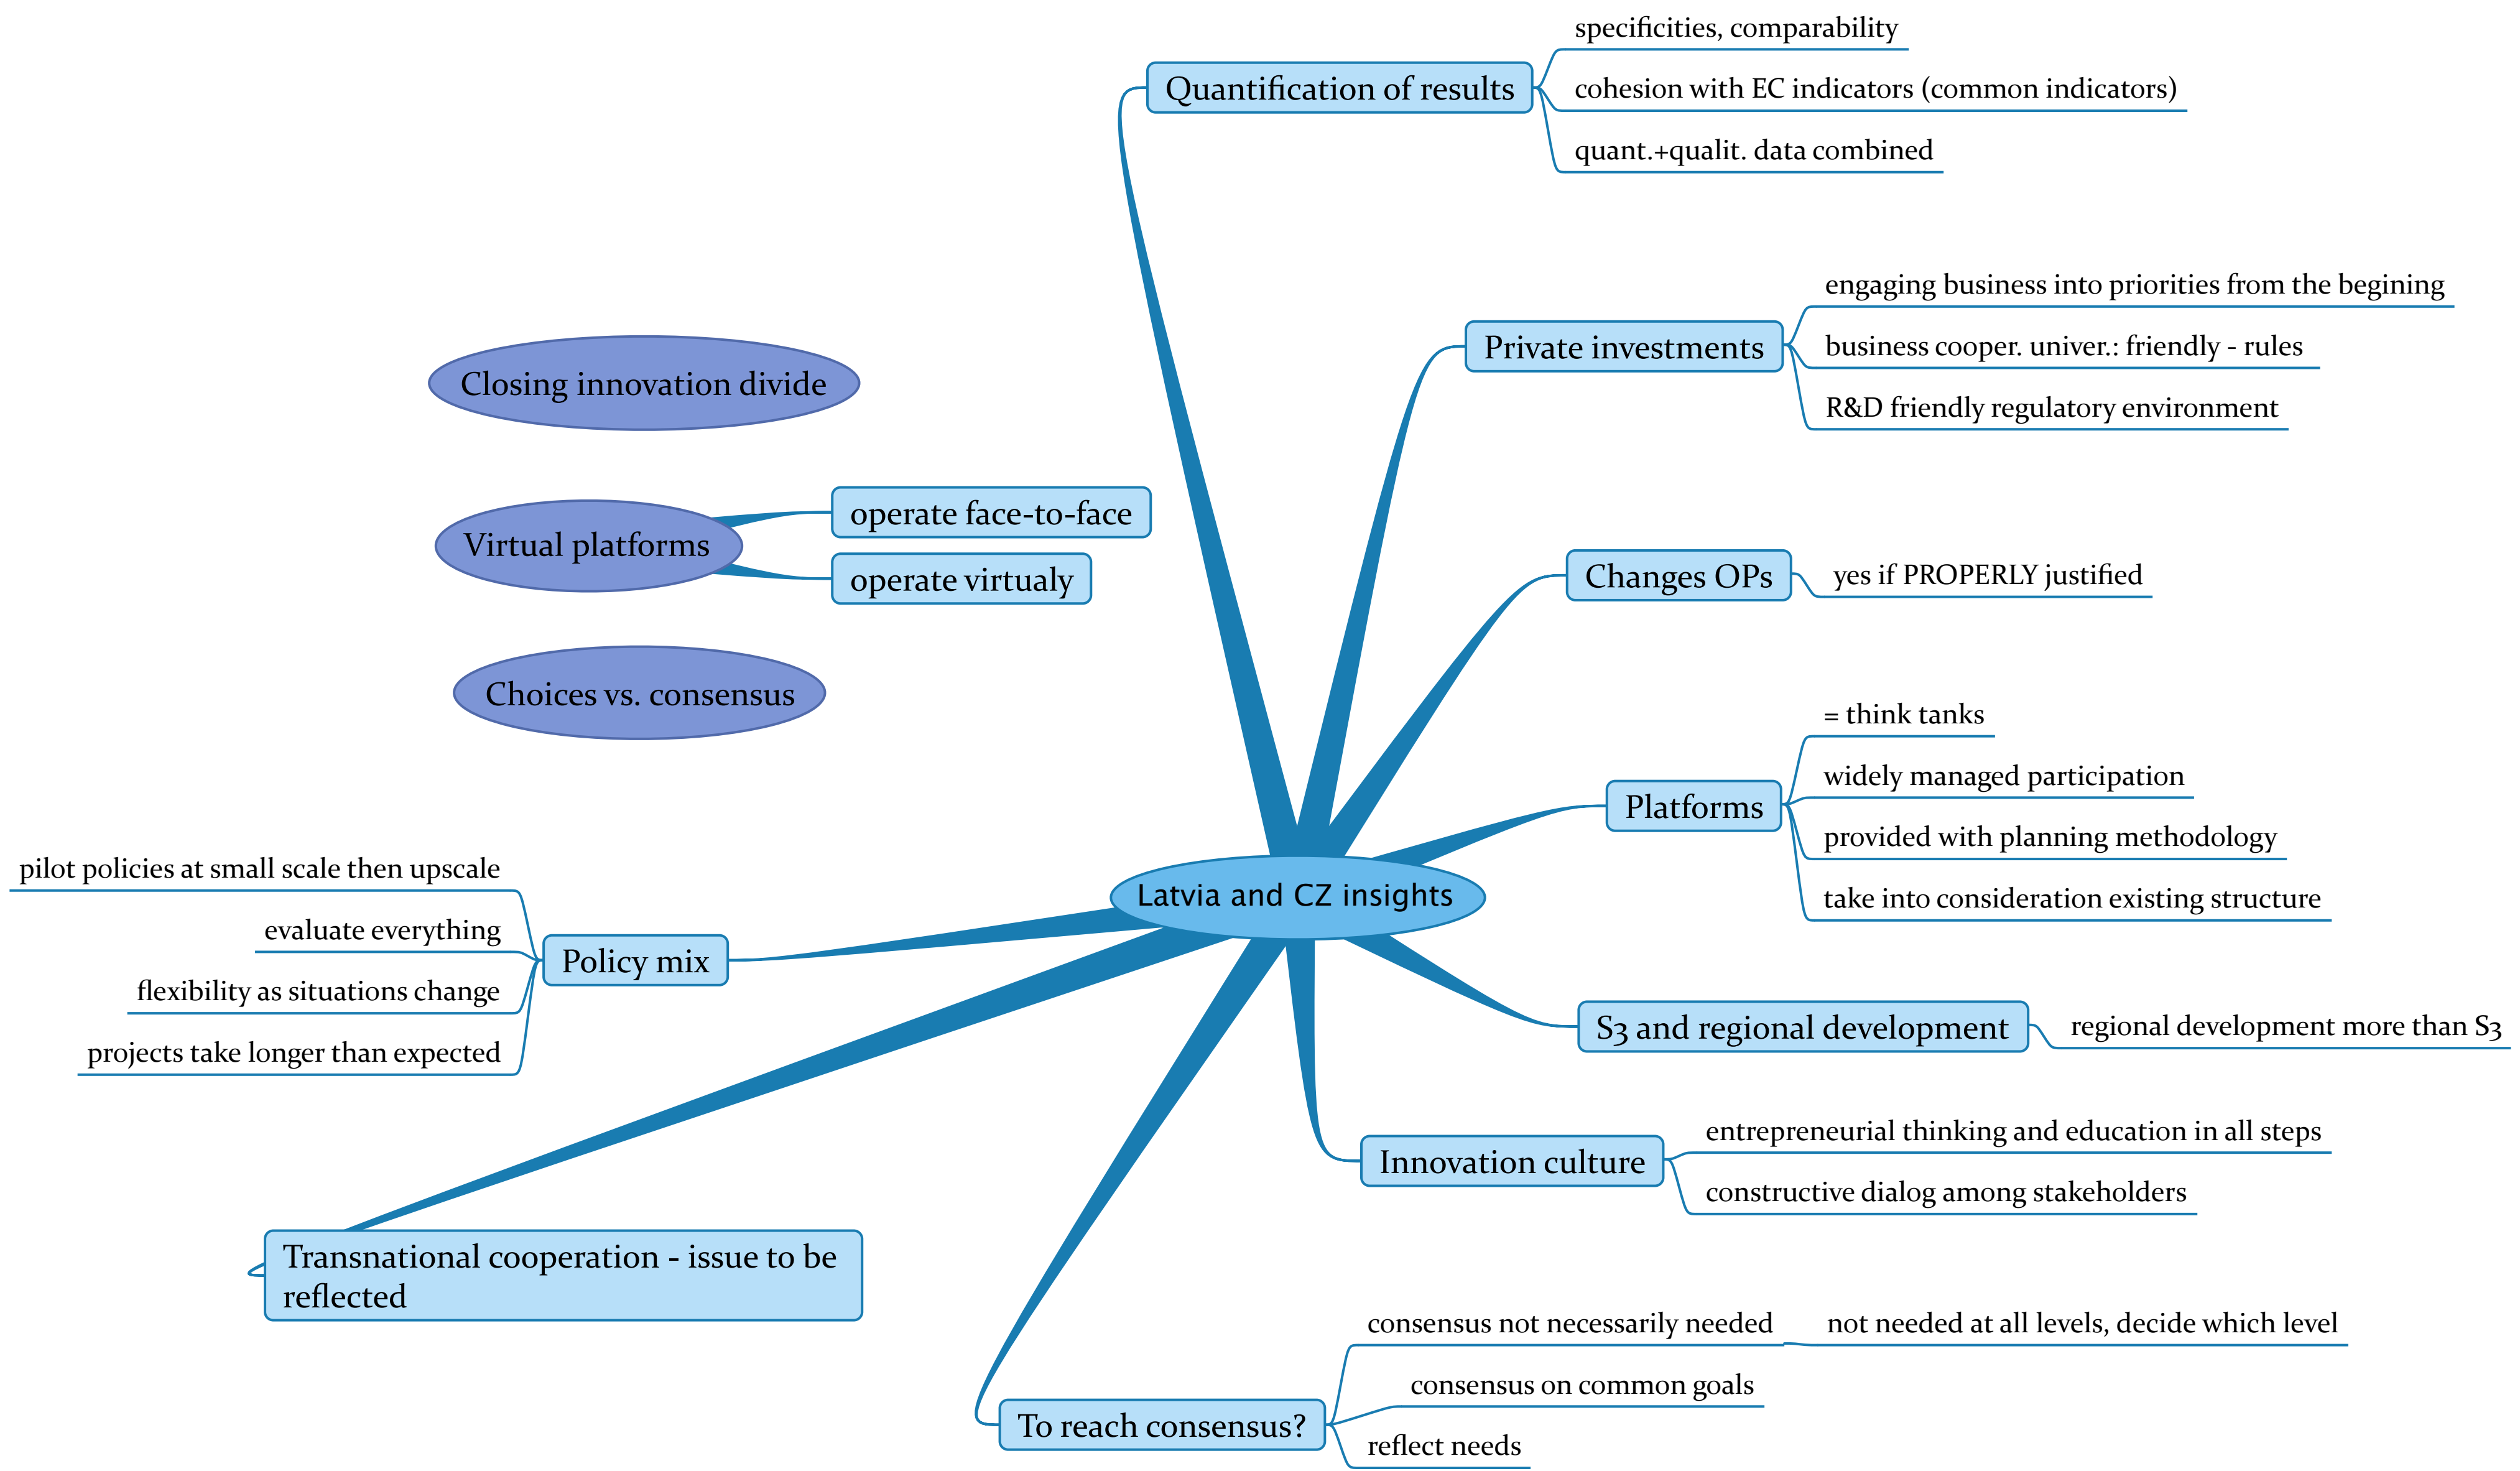 Latvia and CZ insights
Quantification of results
specificities, comparability
cohesion with EC indicators (common indicators)
quant.+qualit. data combined
Private investments
engaging business into priorities from the begining
business cooper. univer.: friendly - rules
R&D friendly regulatory environment
Changes OPs
yes if PROPERLY justified
Platforms
= think tanks
widely managed participation
provided with planning methodology
take into consideration existing structure
S3 and regional development
regional development more than S3
Innovation culture
entrepreneurial thinking and education in all steps
constructive dialog among stakeholders
To reach consensus?
consensus not necessarily needed
not needed at all levels, decide which level
consensus on common goals
reflect needs
Transnational cooperation - issue to be
reflected
Policy mix
pilot policies at small scale then upscale
evaluate everything
flexibility as situations change
projects take longer than expected
Closing innovation divide
Virtual platforms
operate face-to-face
operate virtualy
Choices vs. consensus